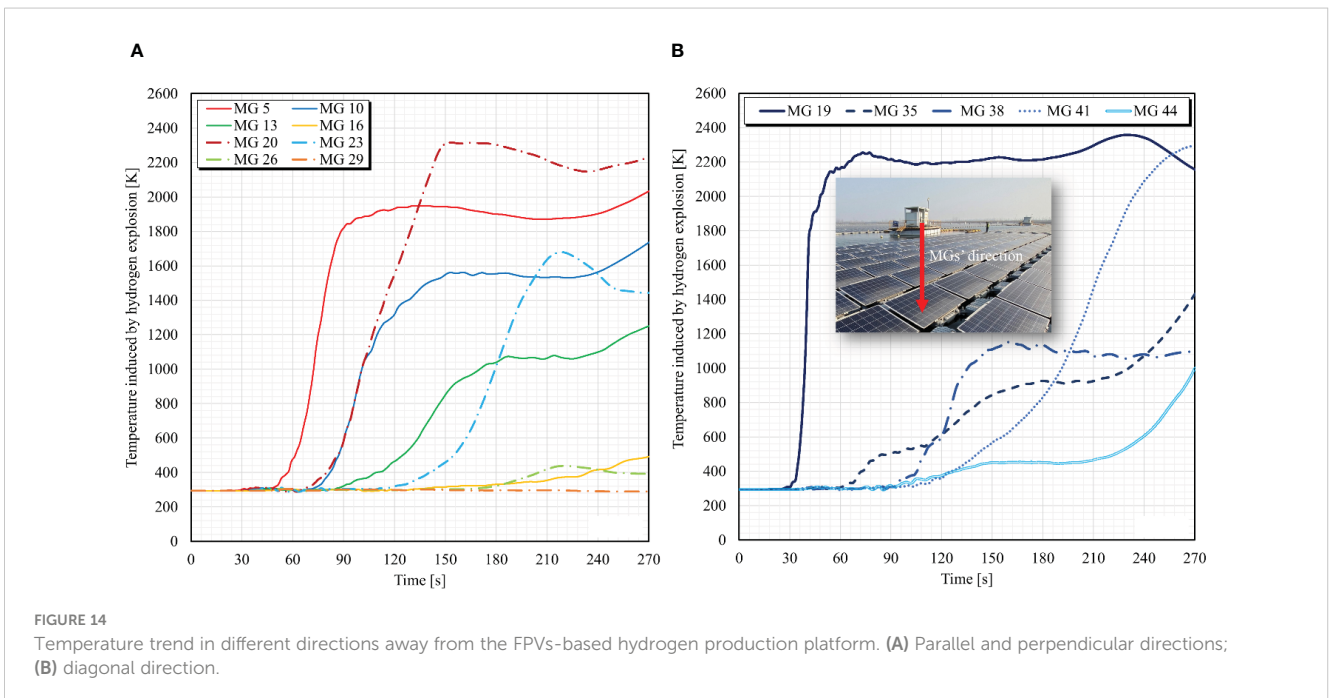 A
B
2600
2400
2200
2000
1800
1600
1400
1200
1000
800
600
400
200
0
0 30 60 90 120 150 180 210 240 270
Temperature induced by hydrogen explosion [K]
Time [s]
MG 5 MG 10
MG 13 MG 16
MG 20 MG 23
MG 26 MG 29
2600
2400
2200
2000
1800
1600
1400
1200
1000
800
600
400
200
0
0 30 60 90 120 150 180 210 240 270
Temperature induced by hydrogen explosion [K]
Time [s]
MG 19 MG 35 MG 38 MG 41 MG 44
MGs' direction
FIGURE 14
Temperature trend in different directions away from the FPVs-based hydrogen production platform. (A) Parallel and perpendicular directions;
(B) diagonal direction.